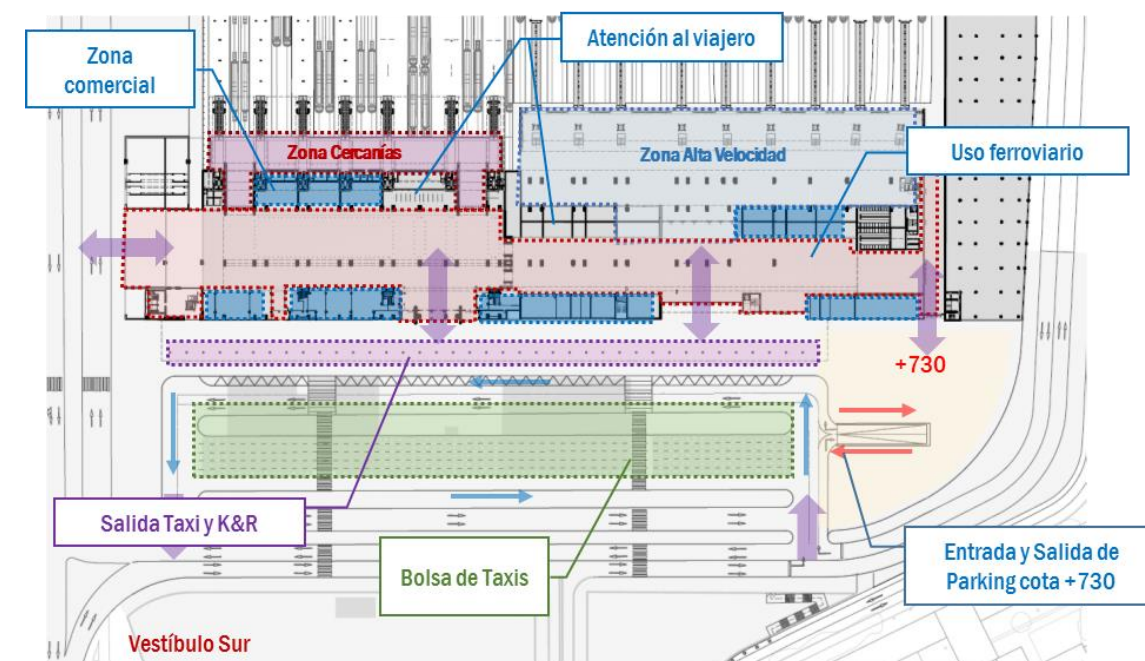 Zona
comercial
Atención al viajero
Zona Cercanías
Zona Alta Velocidad
Uso ferroviario
+730
Salida Taxi y K&R
Bolsa de Taxis
Entrada y Salida de
Parking cota +730
Vestíbulo Sur